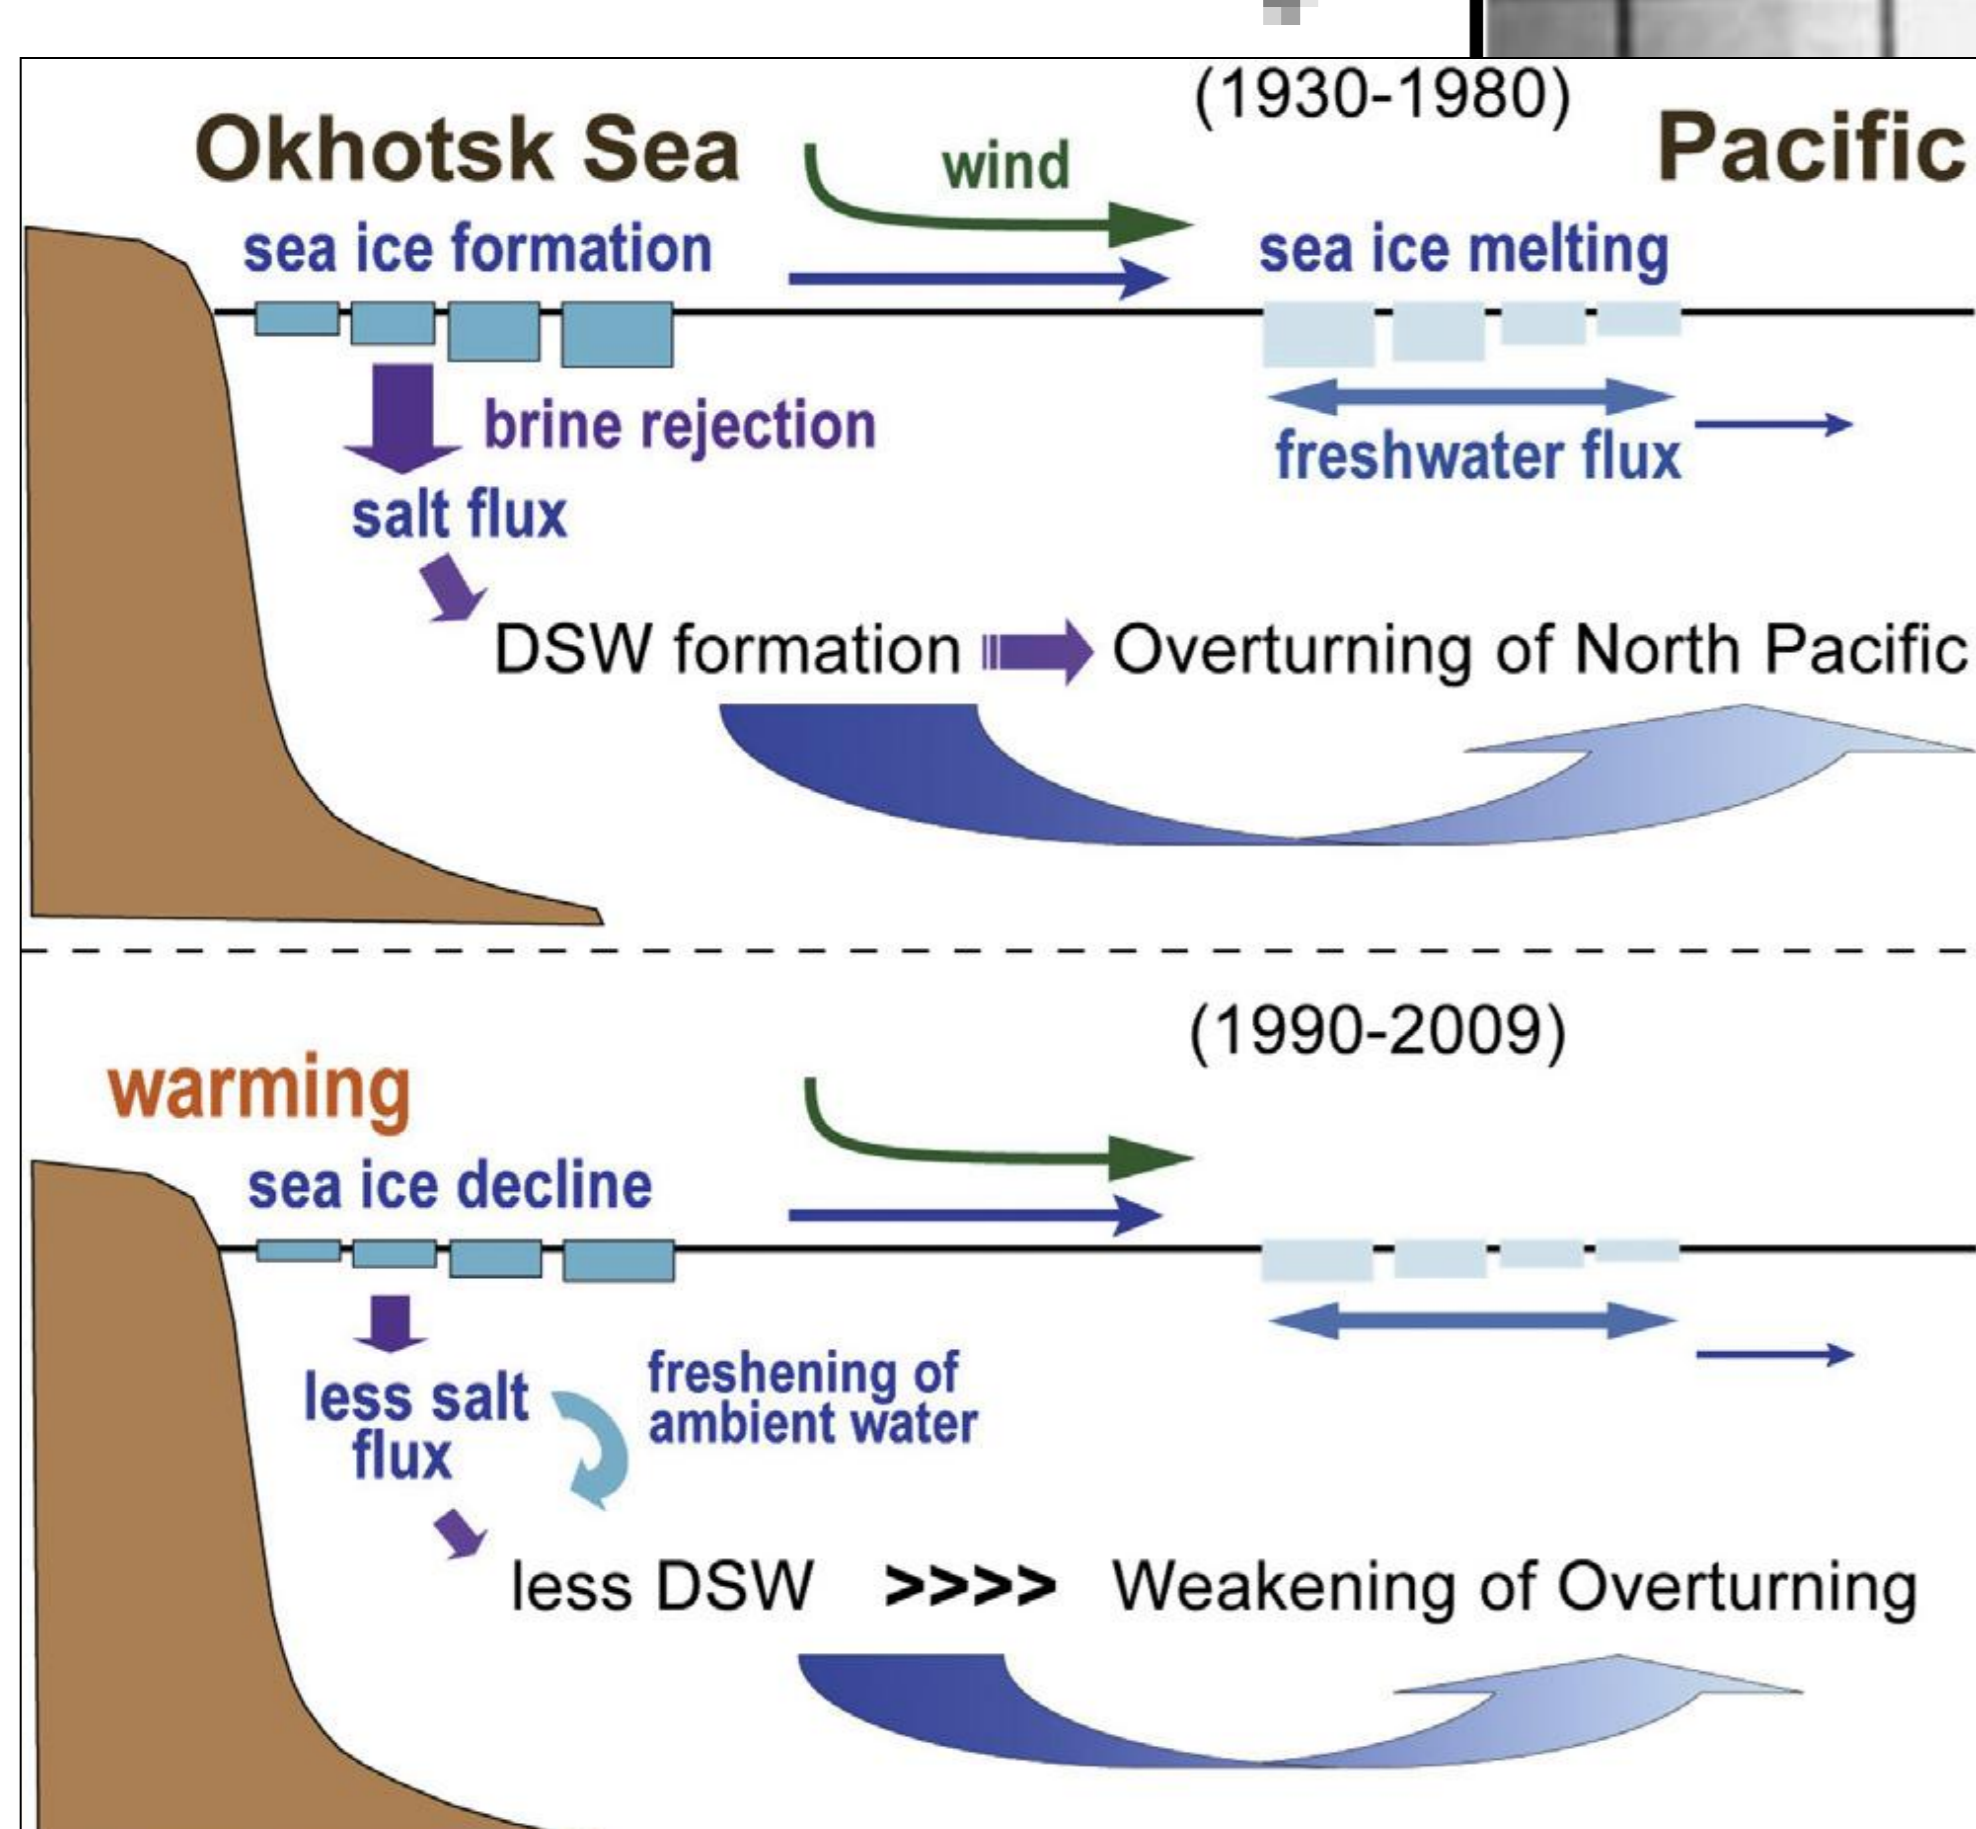 (1930-1980)
Okhotsk Sea
wind
Pacific
sea ice formation
sea ice melting
brine rejection
freshwater flux
salt flux
DSW formation
Overturning of North Pacific
(1990-2009)
warming
sea ice decline
less salt
flux
freshening of
ambient water
less DSW >>>> Weakening of Overturning